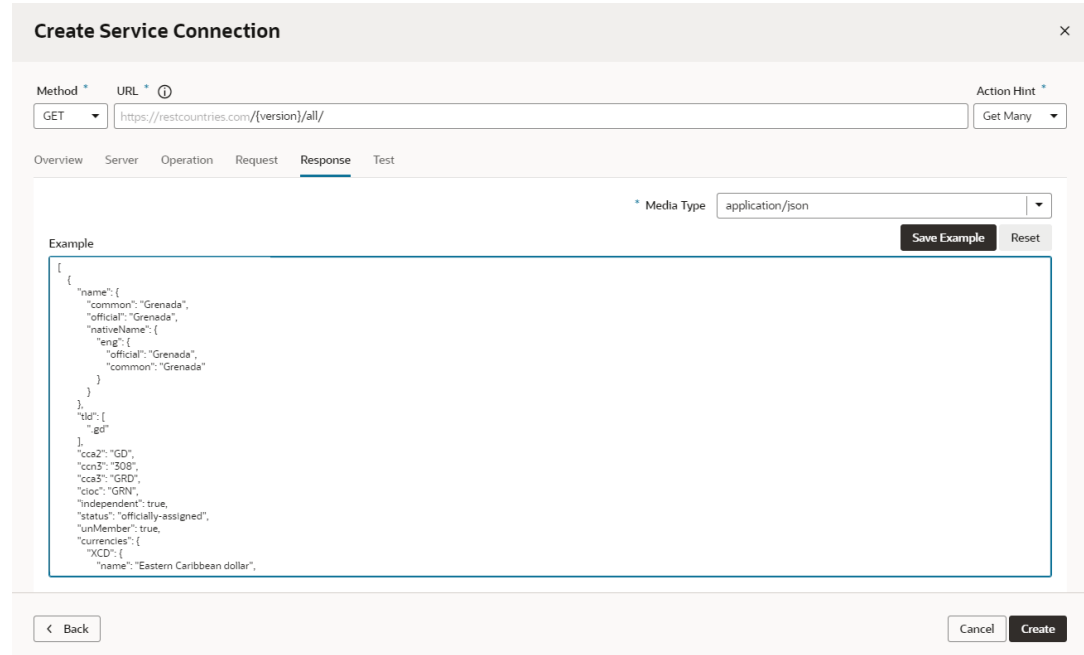 Create Service Connection
Method * URL * Action Hint *
GET https://restcountries.com/{version}/all/ Get Many
Overview Server Operation Request Response Test
* Media Type application/json
Save Example Reset
Example
[
{
"name": {
"common": "Grenada",
"official": "Grenada",
"nativeName": {
"eng": {
"official": "Grenada",
"common": "Grenada"
}
}
},
"tld": [
".gd"
],
"cca2": "GD",
"ccn3": "308",
"cca3": "GRD",
"cioc": "GRN",
"independent": true,
"status": "officially-assigned",
"unMember": true,
"currencies": {
"XCD": {
"name": "Eastern Caribbean dollar",
Back Cancel Create